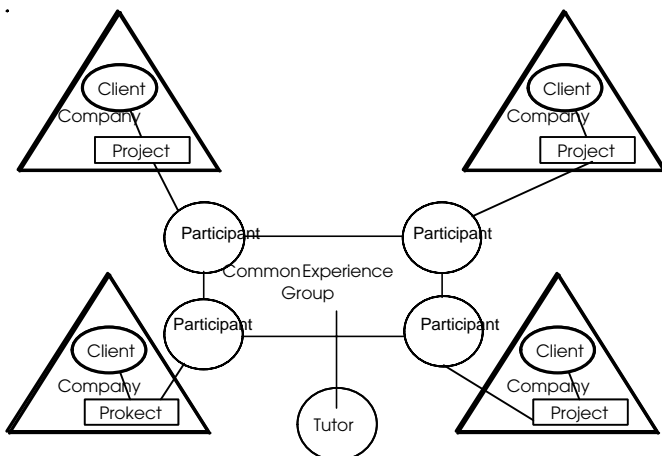 Client
Company
Project
Client
Company
Project
Participant
Participant
Common Experience
Group
Participant
Participant
Client
Company
Prokect
Client
Company
Project
Tutor